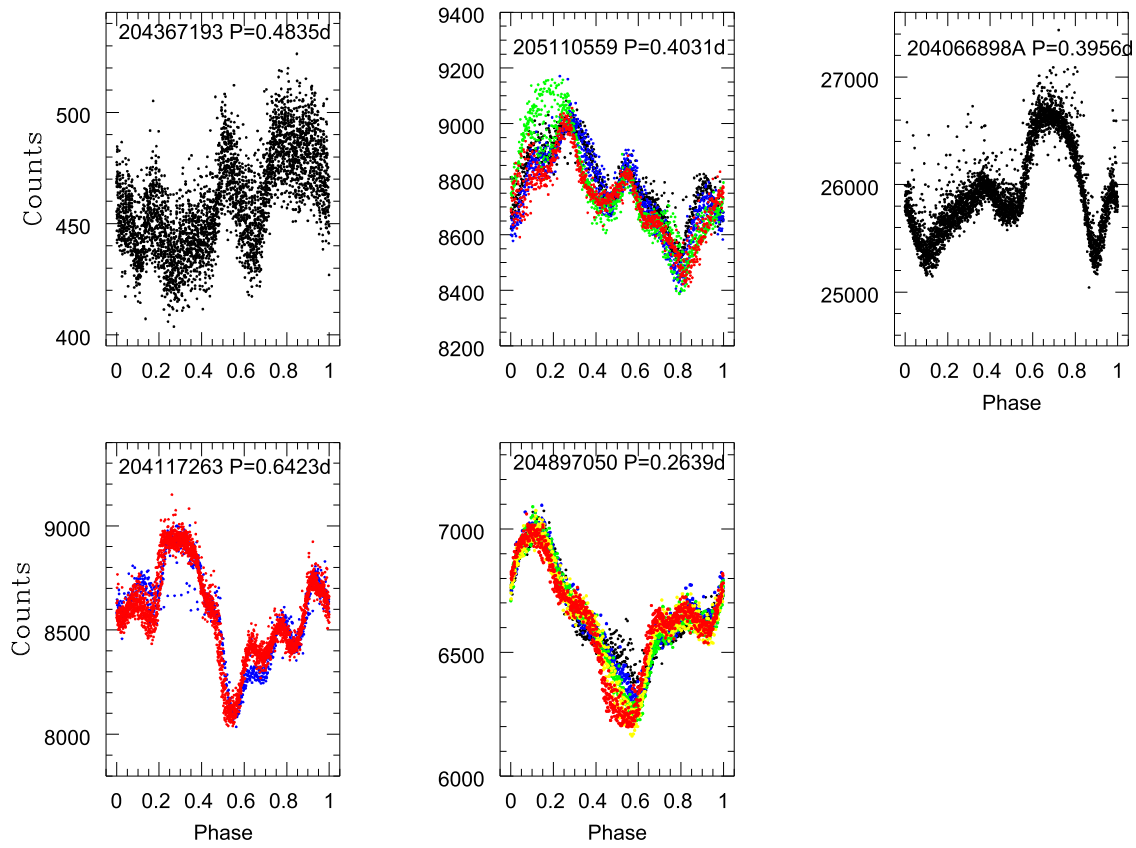 204367193 P=0.4835d
Counts
500
450
400
0 0.2 0.4 0.6 0.8 1
205110559 P=0.4031d
9400
9200
9000
8800
8600
8400
8200
0 0.2 0.4 0.6 0.8 1
204066898A P=0.3956d
27000
26000
25000
0 0.2 0.4 0.6 0.8 1
Phase
204117263 P=0.6423d
Counts
9000
8500
8000
0 0.2 0.4 0.6 0.8 1
Phase
204897050 P=0.2639d
7000
6500
6000
0 0.2 0.4 0.6 0.8 1
Phase